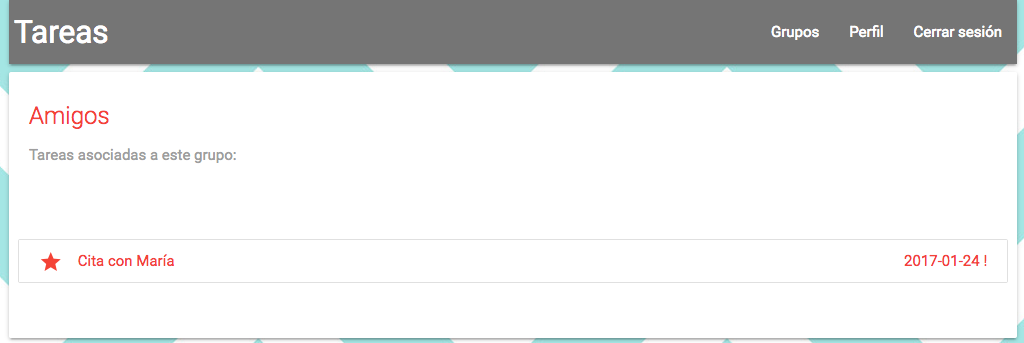 Tareas Grupos Perfil Cerrar sesión
Amigos
Tareas asociadas a este grupo:
Cita con María 2017-01-24 !